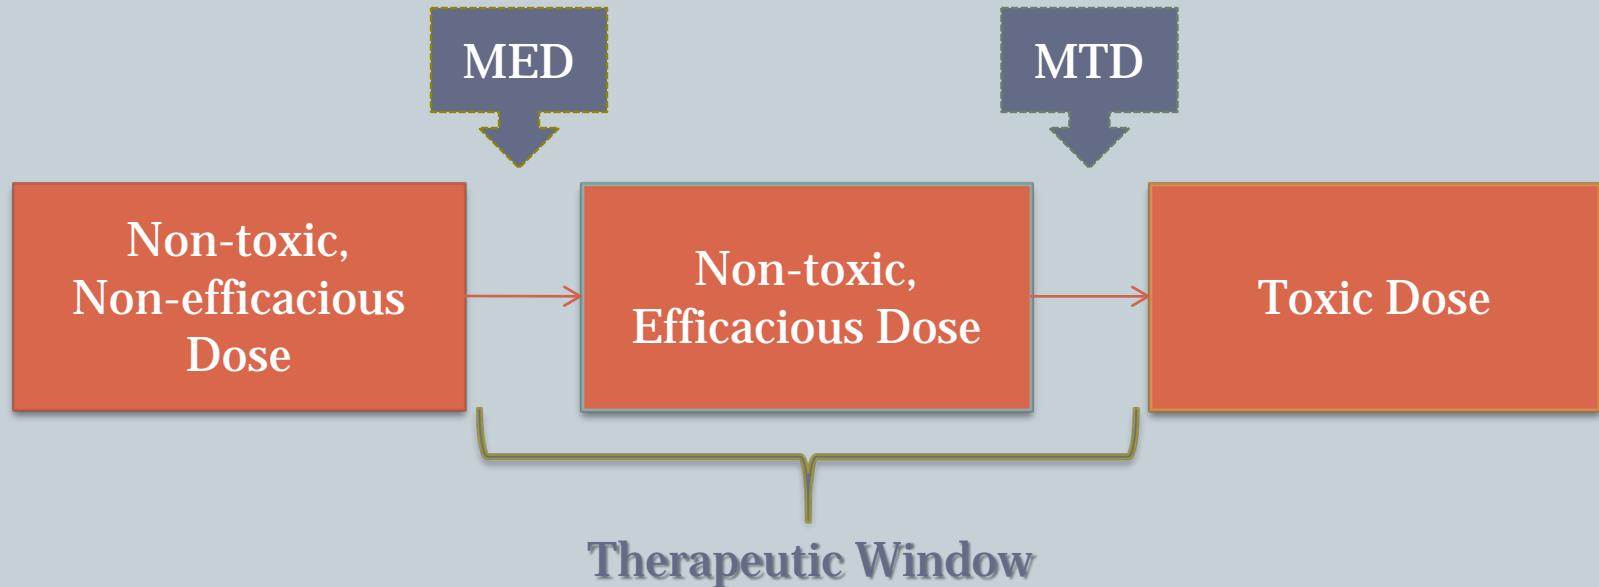 MED
MTD
Non-toxic,
Non-efficacious
Dose
Non-toxic,
Efficacious Dose
Toxic Dose
Therapeutic Window